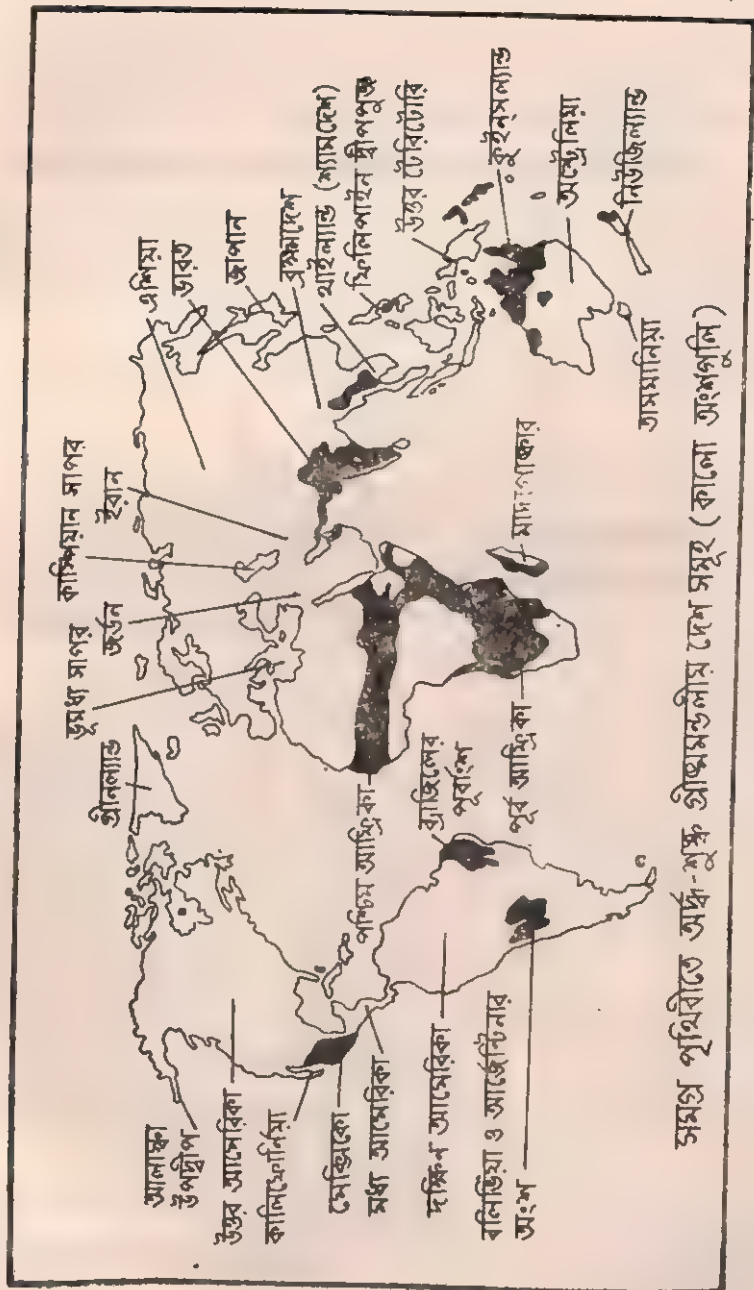 আলাস্কা
উপদ্বীপ
উত্তর আমেরিকা
কালিফোর্নিয়া
মেক্সিকো
মধ্য আমেরিকা
দক্ষিন আমেরিকা
বলিভিয়া ও আর্জেন্টিনার
অংশ
গ্রীনল্যান্ড
পশ্চিম আফ্রিকা
ব্রাজিলের
পূর্বাংশ
পূর্ব আফ্রিকা
ভূমধ্য সাগর
জর্ডন
কাস্পিয়ান সাগর
ইরান
মাদাগাস্কার
এশিয়া
ভারত
জাপান
ব্রহ্মদেশ
থাইল্যান্ড (শ্যামদেশ)
ফিলিপাইন দ্বীপপুঞ্জ
উত্তর টেরিটোরি
কুইন্সল্যান্ড
অস্ট্রেলিয়া
নিউজিল্যান্ড
তাসমানিয়া
সমগ্র পৃথিবীতে অর্দ্ধ-শুষ্ক গ্রীষ্মমন্ডলীয় দেশ সমূহ (কালো অংশগুলি)